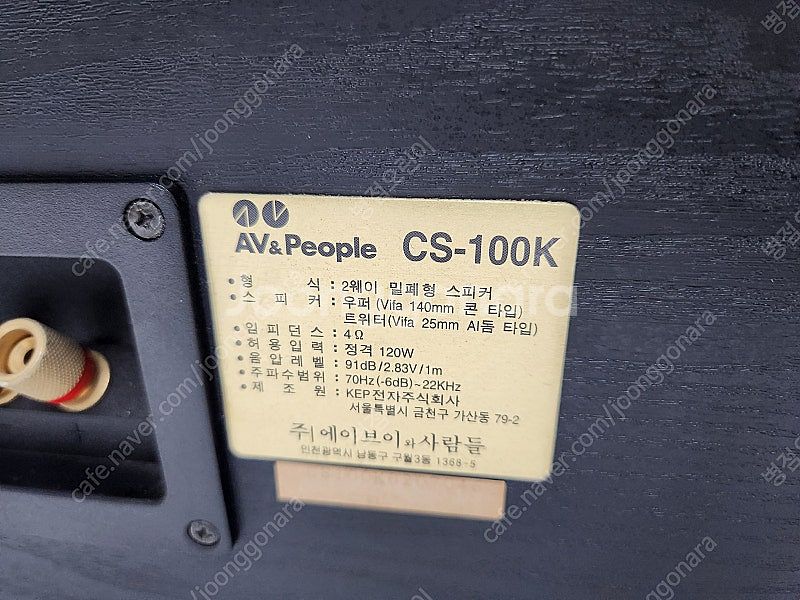 AV&People CS-100K
• 형 식 : 2웨이 밀폐형 스피커
• 스 피 커 : 우퍼 (Vifa 140mm 콘 타입)
트위터(Vifa 25mm Al돔 타입)
• 임 피 던 스 : 4Ω
• 허 용 입 력 : 정격 120W
• 음 압 레 벨 : 91dB/2.83V/1m
• 주 파 수 범 위 : 70Hz(-6dB)~22KHz
• 제 조 원 : KEP전자주식회사
서울특별시 금천구 가산동 79-2
주)에이브이와사람들
인천광역시 남동구 구월3동 1368-5
joonggonara
cafe.naver.com/joonggonara